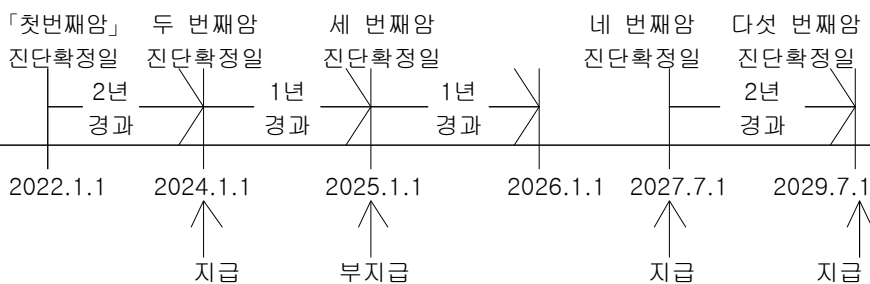 「첫번째암」 두 번째암 세 번째암 네 번째암 다섯 번째암
진단확정일 진단확정일 진단확정일 진단확정일 진단확정일
2년 1년 1년 2년
경과 경과 경과 경과
2022.1.1 2024.1.1 2025.1.1 2026.1.1 2027.7.1 2029.7.1
지급 부지급 지급 지급